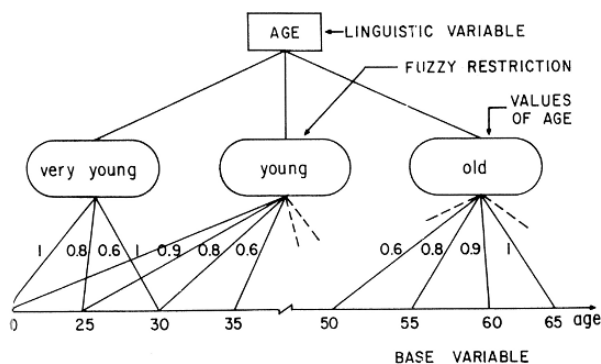 AGE
LINGUISTIC VARIABLE
FUZZY RESTRICTION
VALUES
OF AGE
very young
young
old
1 0.8 0.6 1 0.9 0.8 0.6 0.6 0.8 0.9 1
0 25 30 35 50 55 60 65 age
BASE VARIABLE